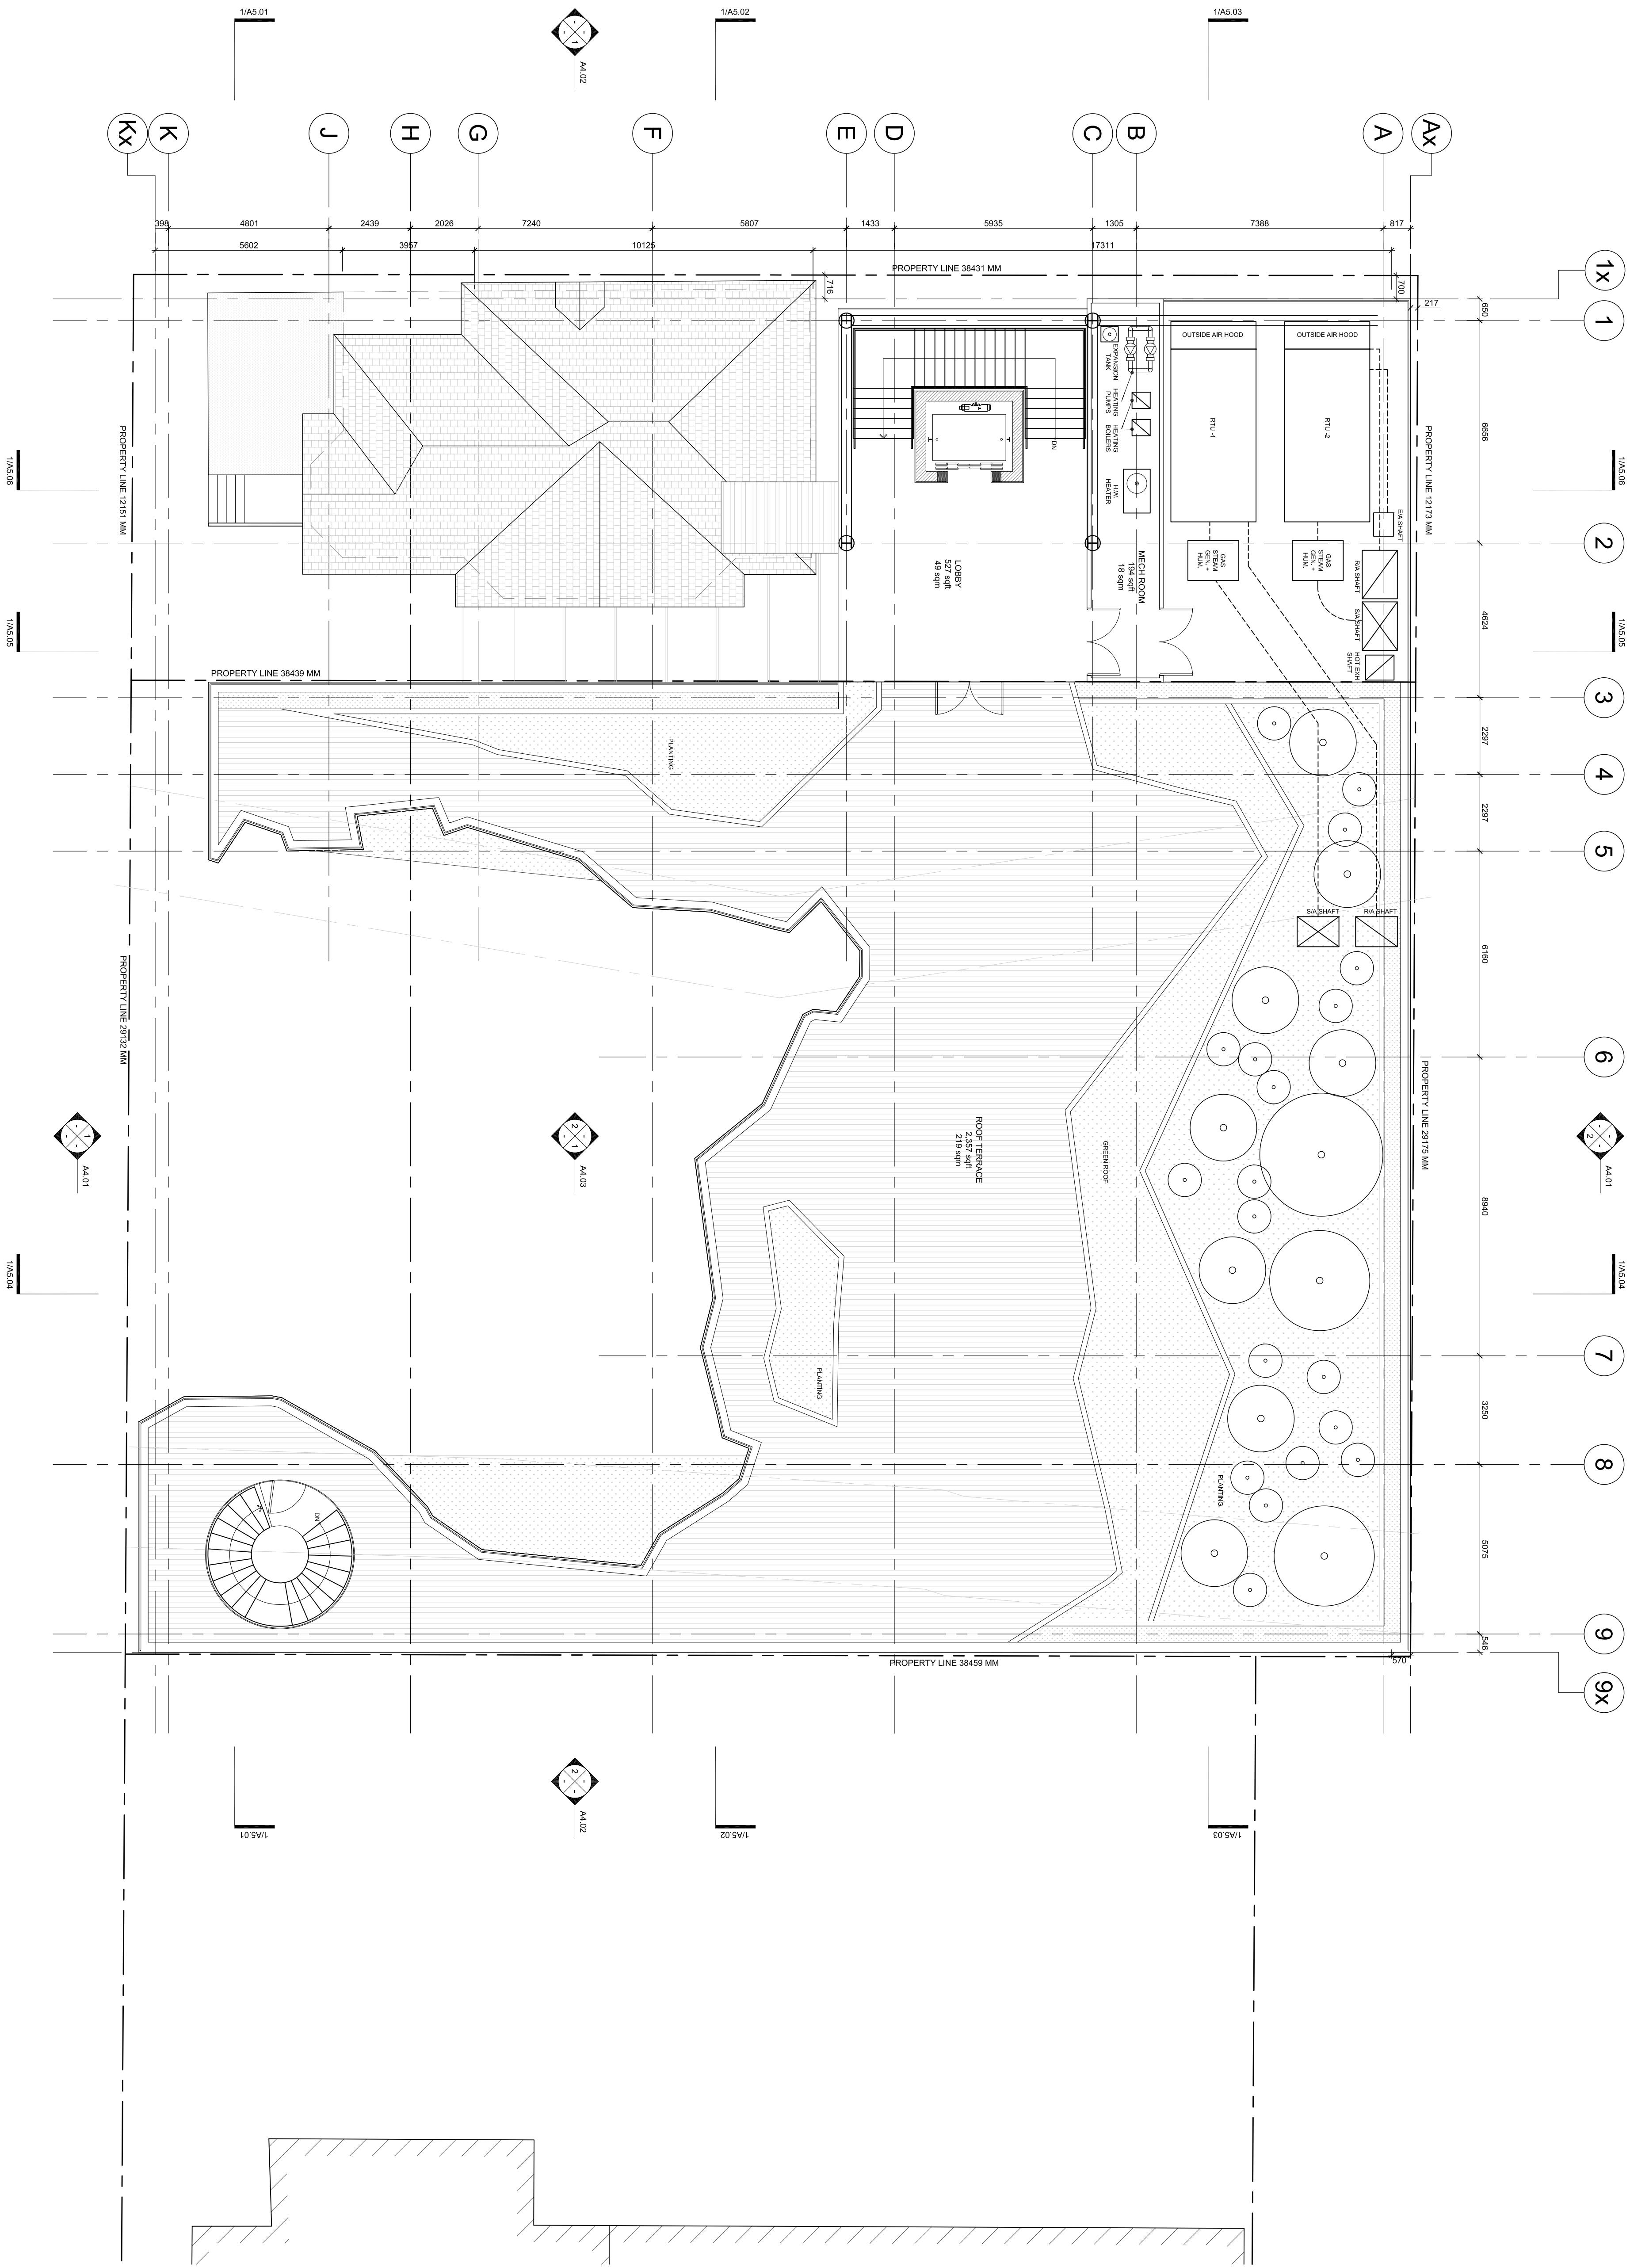 1/A5.01
1/A5.02
1/A5.03
1
-
-
-
A4.02
Kx
K
J
H
G
F
E
D
C
B
A
Ax
398
4801
2439
2026
7240
5807
1433
5935
1305
7388
817
5602
3957
10125
17311
PROPERTY LINE 38431 MM
716
700
217
650
1x
1
OUTSIDE AIR HOOD
OUTSIDE AIR HOOD
EXPANSION
TANK
HEATING
PUMPS
HEATING
BOILERS
H.W.
HEATER
RTU -1
RTU -2
DN
6656
PROPERTY LINE 12151 MM
PROPERTY LINE 12173 MM
1/A5.06
1/A5.06
E/A SHAFT
2
GAS
STEAM
GEN. +
HUM.
GAS
STEAM
GEN. +
HUM.
R/A SHAFT
S/A SHAFT
HOT EXH
SHAFT
LOBBY
527 sqft
49 sqm
MECH ROOM
194 sqft
18 sqm
4624
1/A5.05
1/A5.05
PROPERTY LINE 38439 MM
3
2297
PLANTING
4
2297
5
S/A SHAFT
R/A SHAFT
6160
PROPERTY LINE 29132 MM
6
PROPERTY LINE 29175 MM
1
-
-
-
A4.01
2
1
-
-
A4.03
ROOF TERRACE
2,357 sqft
219 sqm
GREEN ROOF
-
-
-
2
A4.01
8940
1/A5.04
1/A5.04
7
PLANTING
3250
8
PLANTING
DN
5075
9
546
570
PROPERTY LINE 38459 MM
9x
2
-
-
-
A4.02
1/A5.01
1/A5.02
1/A5.03